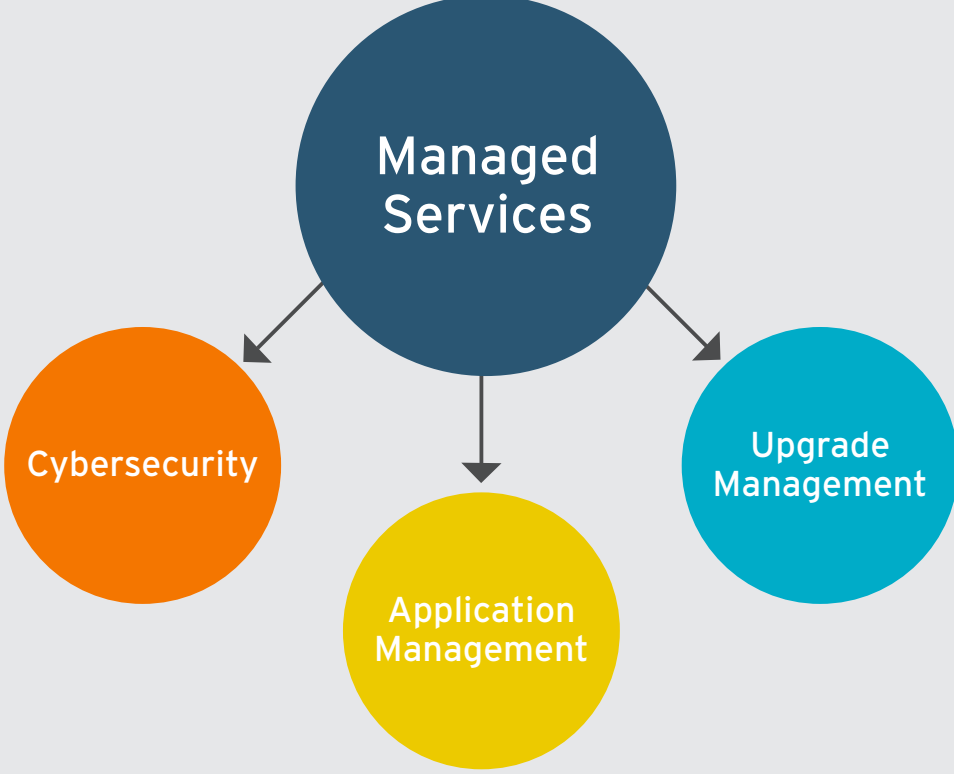 Managed
Services
Cybersecurity
Upgrade
Management
Application
Management